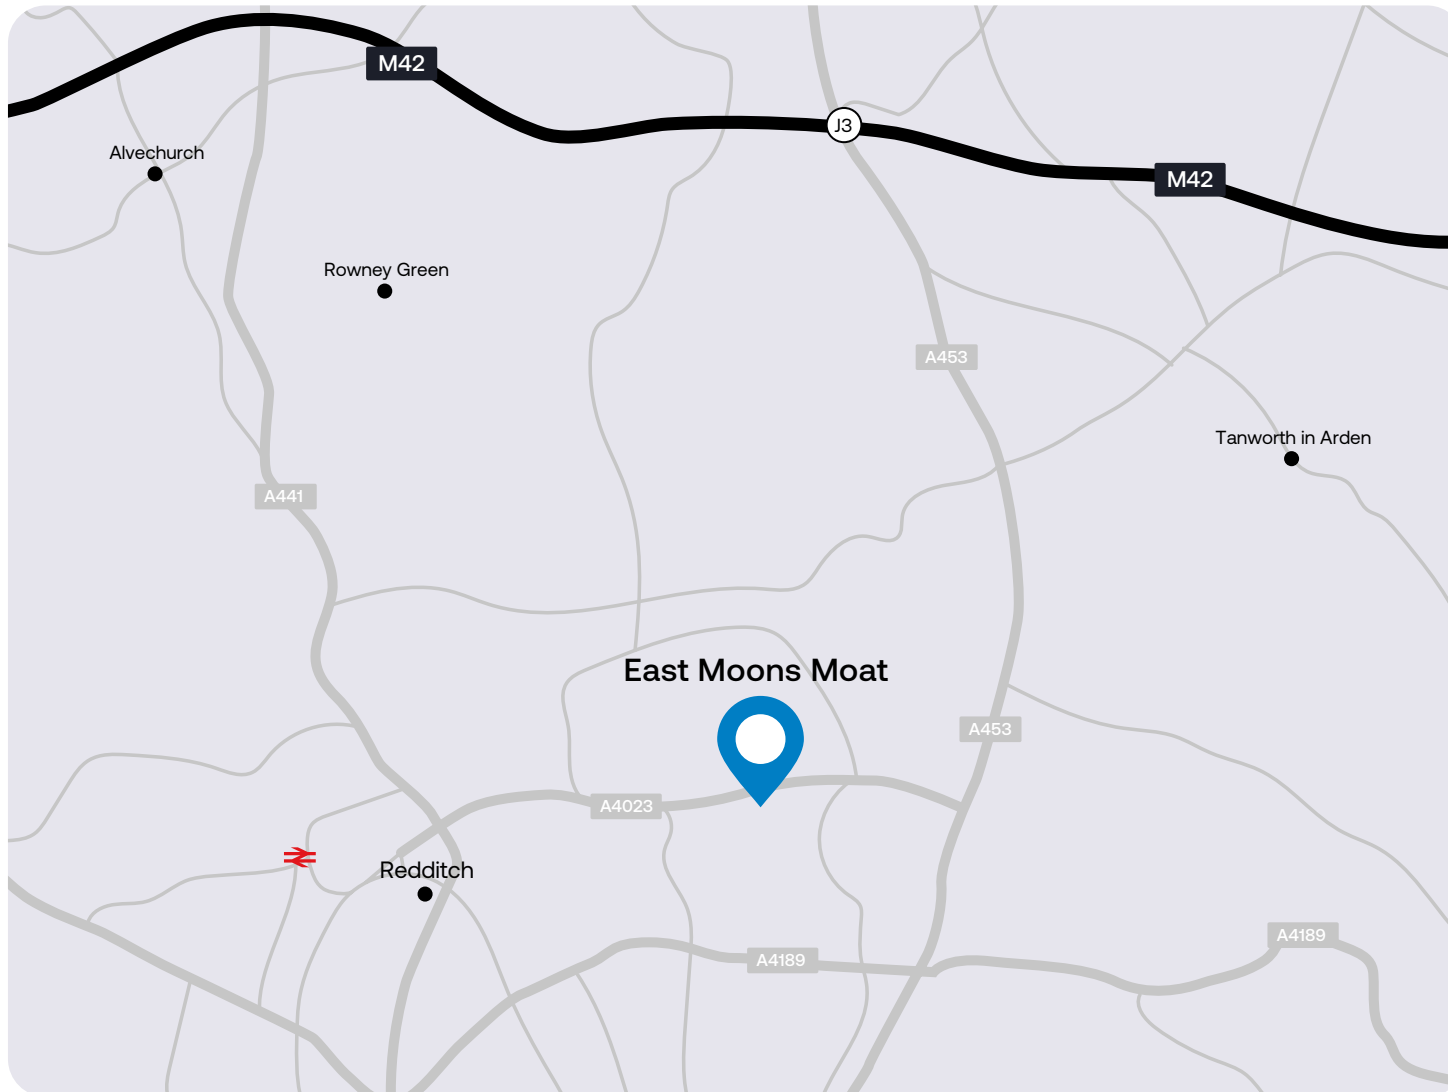 M42
J3
Alvechurch
M42
Rowney Green
A453
Tanworth in Arden
A441
East Moons Moat
A453
A4023
Redditch
A4189
A4189